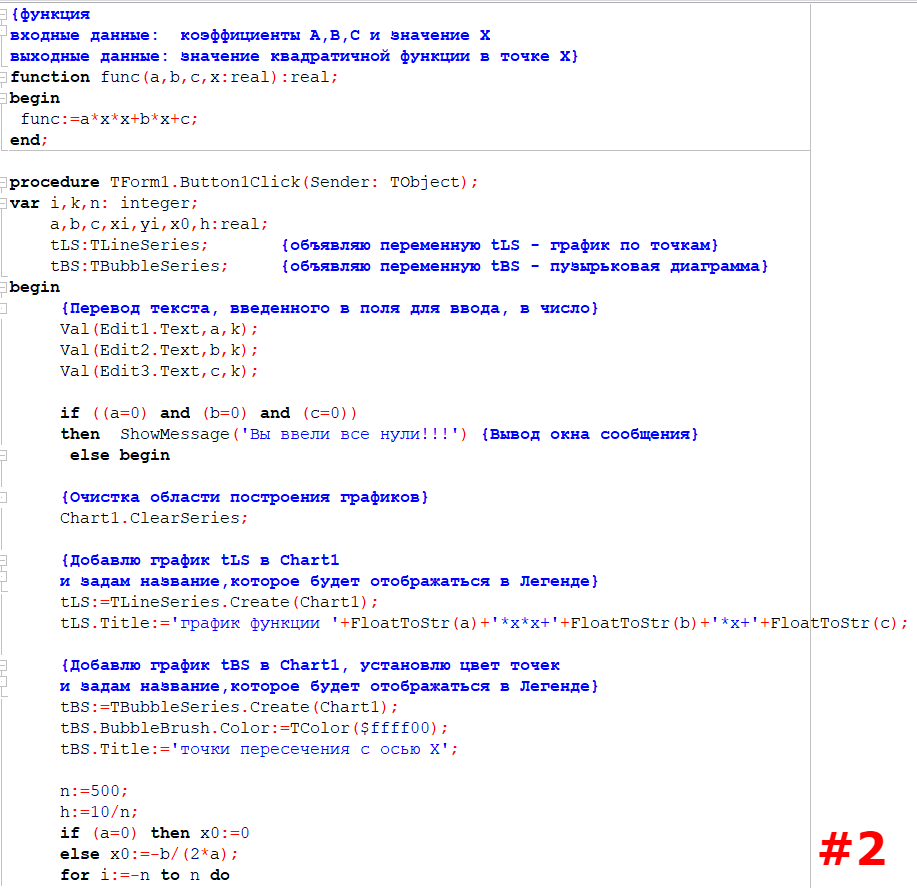 {функция
входные данные:  коэффициенты A,B,C и значение X
выходные данные: значение квадратичной функции в точке X}
function func(a,b,c,x:real):real;
begin
 func:=a*x*x+b*x+c;
end;
procedure TForm1.Button1Click(Sender: TObject);
var i,k,n: integer;
    a,b,c,xi,yi,x0,h:real;
    tLS:TLineSeries;       {объявляю переменную tLS - график по точкам}
    tBS:TBubbleSeries;     {объявляю переменную tBS - пузырьковая диаграмма}
begin
     {Перевод текста, введенного в поля для ввода, в число}
     Val(Edit1.Text,a,k);
     Val(Edit2.Text,b,k);
     Val(Edit3.Text,c,k);
     if ((a=0) and (b=0) and (c=0))
     then  ShowMessage('Вы ввели все нули!!!') {Вывод окна сообщения}
      else begin
     {Очистка области построения графиков}
     Chart1.ClearSeries;
     {Добавлю график tLS в Chart1
     и задам название,которое будет отображаться в Легенде}
     tLS:=TLineSeries.Create(Chart1);
     tLS.Title:='график функции '+FloatToStr(a)+'*x*x+'+FloatToStr(b)+'*x+'+FloatToStr(c);
     {Добавлю график tBS в Chart1, установлю цвет точек
     и задам название,которое будет отображаться в Легенде}
     tBS:=TBubbleSeries.Create(Chart1);
     tBS.BubbleBrush.Color:=TColor($ffff00);
     tBS.Title:='точки пересечения с осью X';
     n:=500;
     h:=10/n;
     if (a=0) then x0:=0
     else x0:=-b/(2*a);
     for i:=-n to n do
#2